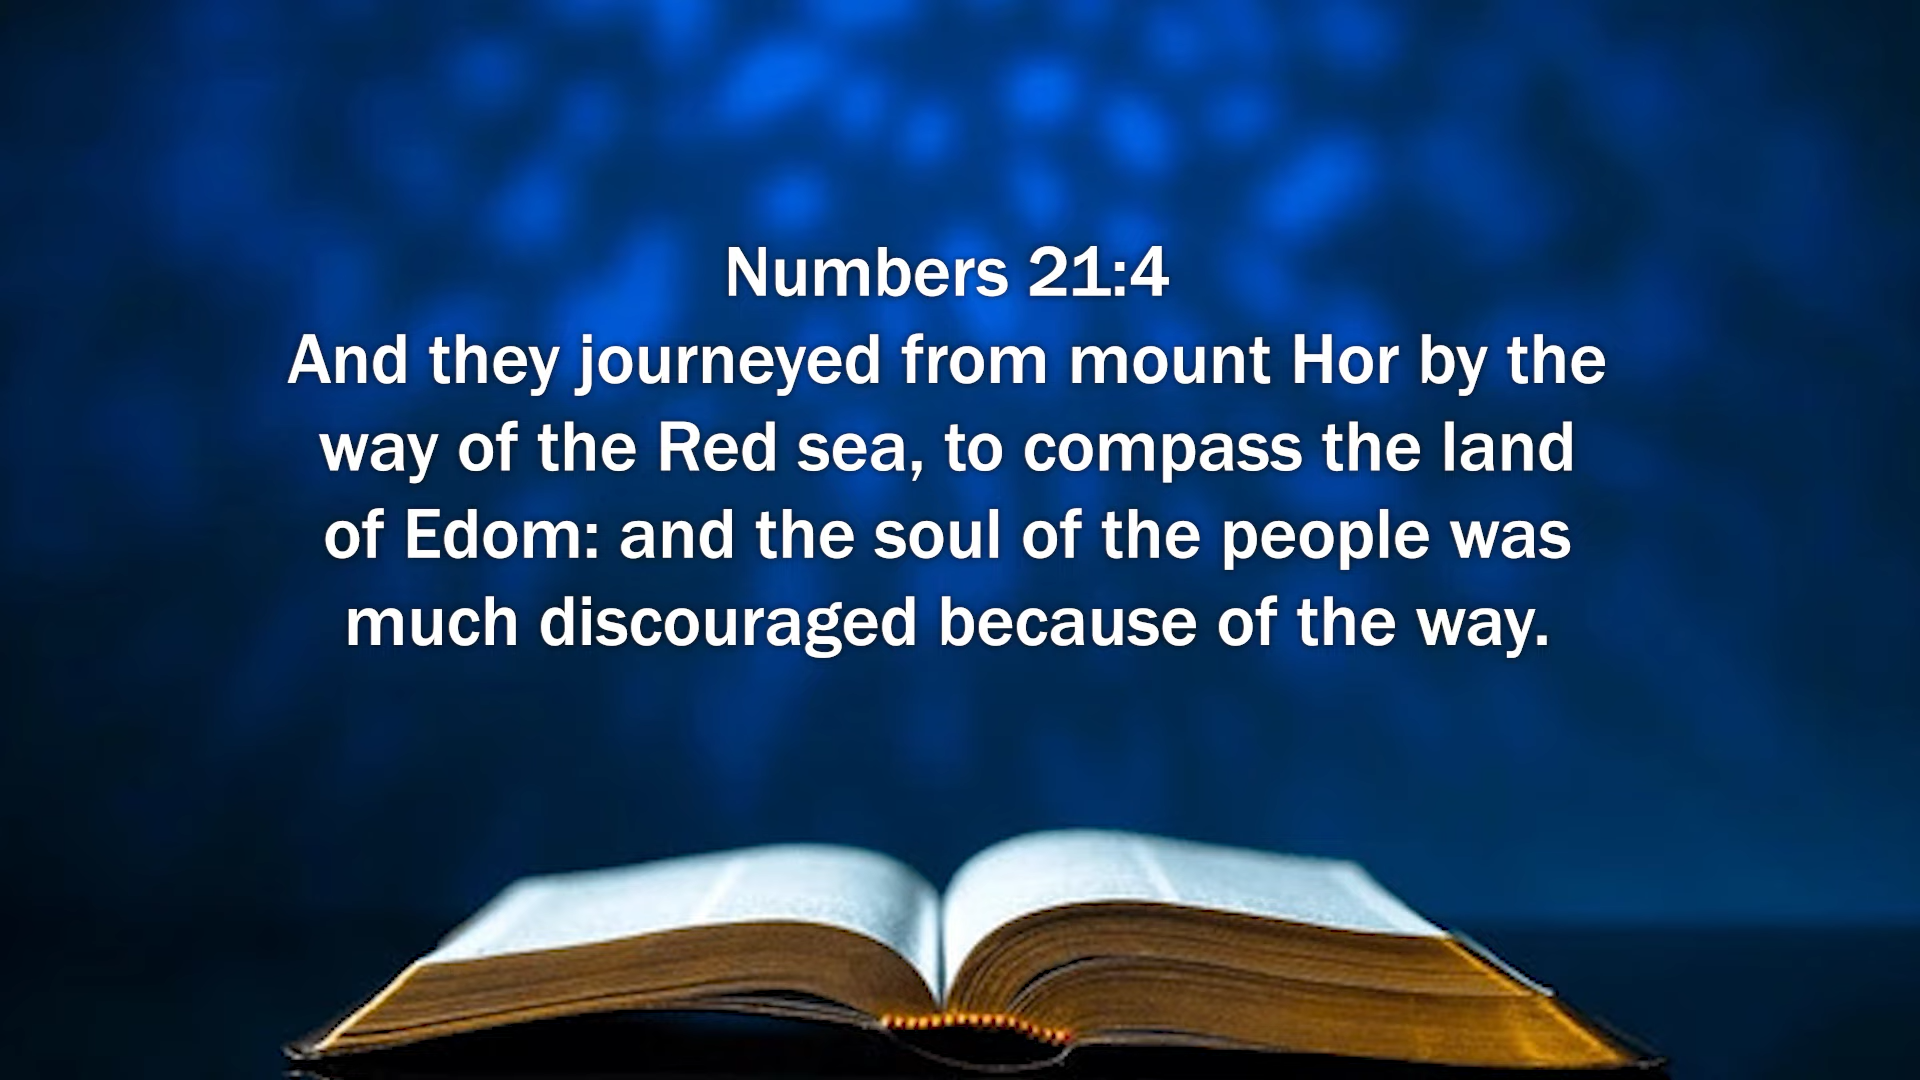 Numbers 21:4
And they journeyed from mount Hor by the
way of the Red sea, to compass the land
of Edom: and the soul of the people was
much discouraged because of the way.